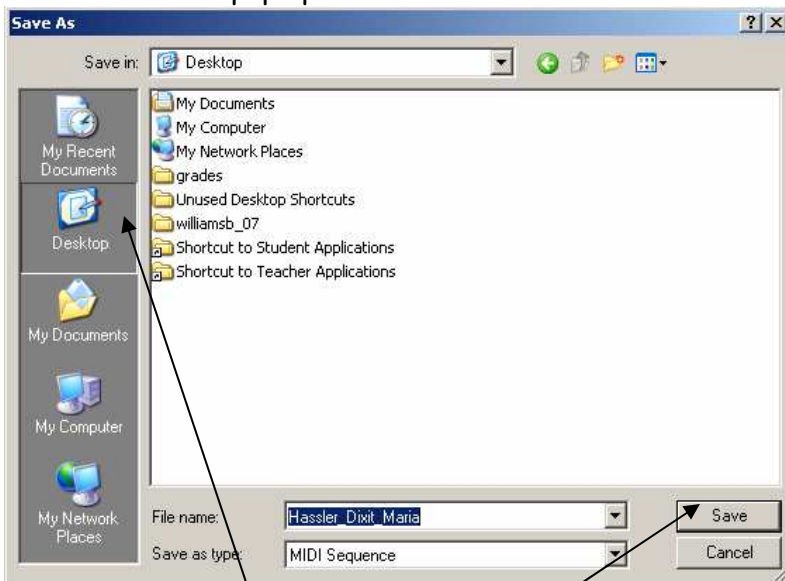 Save As
Save in:
Desktop
My Recent
Documents
Desktop
My Documents
My Computer
My Network
Places
My Documents
My Computer
My Network Places
grades
Unused Desktop Shortcuts
williamsb_07
Shortcut to Student Applications
Shortcut to Teacher Applications
File name:
Hassler_Dixit_Maria
Save
Save as type:
MIDI Sequence
Cancel